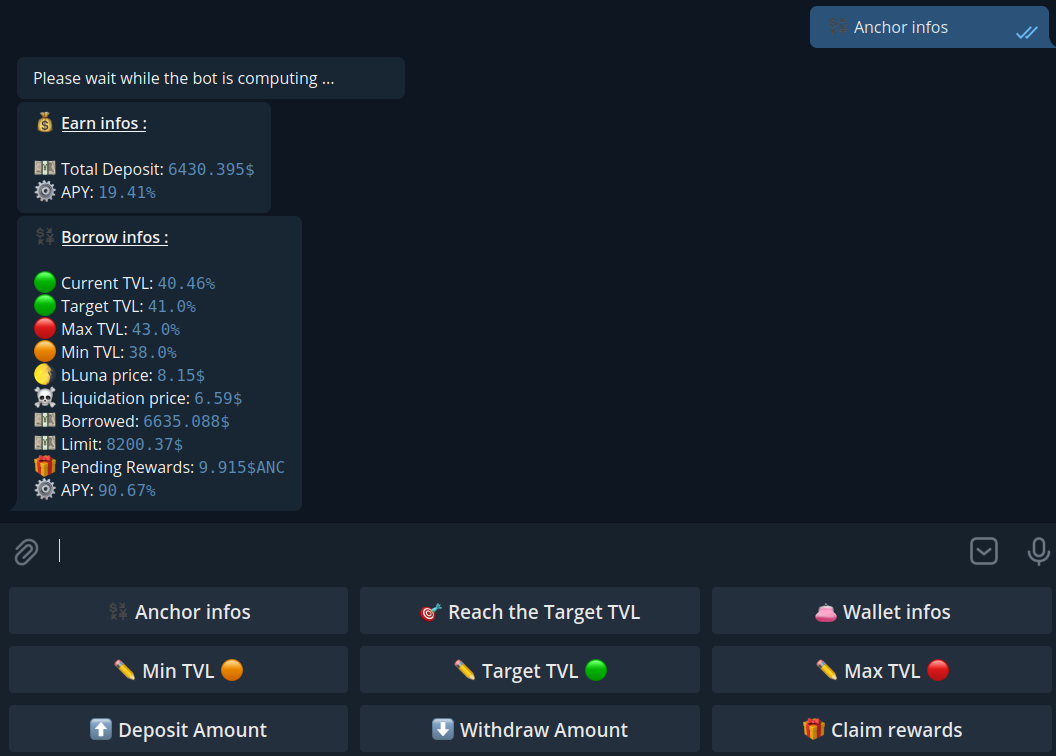 Anchor infos
Please wait while the bot is computing ...
Earn infos :
Total Deposit: 6430.395$
APY: 19.41%
Borrow infos :
Current TVL: 40.46%
Target TVL: 41.0%
Max TVL: 43.0%
Min TVL: 38.0%
bLuna price: 8.15$
Liquidation price: 6.59$
Borrowed: 6635.088$
Limit: 8200.37$
Pending Rewards: 9.915$ANC
APY: 90.67%
Anchor infos
Reach the Target TVL
Wallet infos
Min TVL
Target TVL
Max TVL
Deposit Amount
Withdraw Amount
Claim rewards